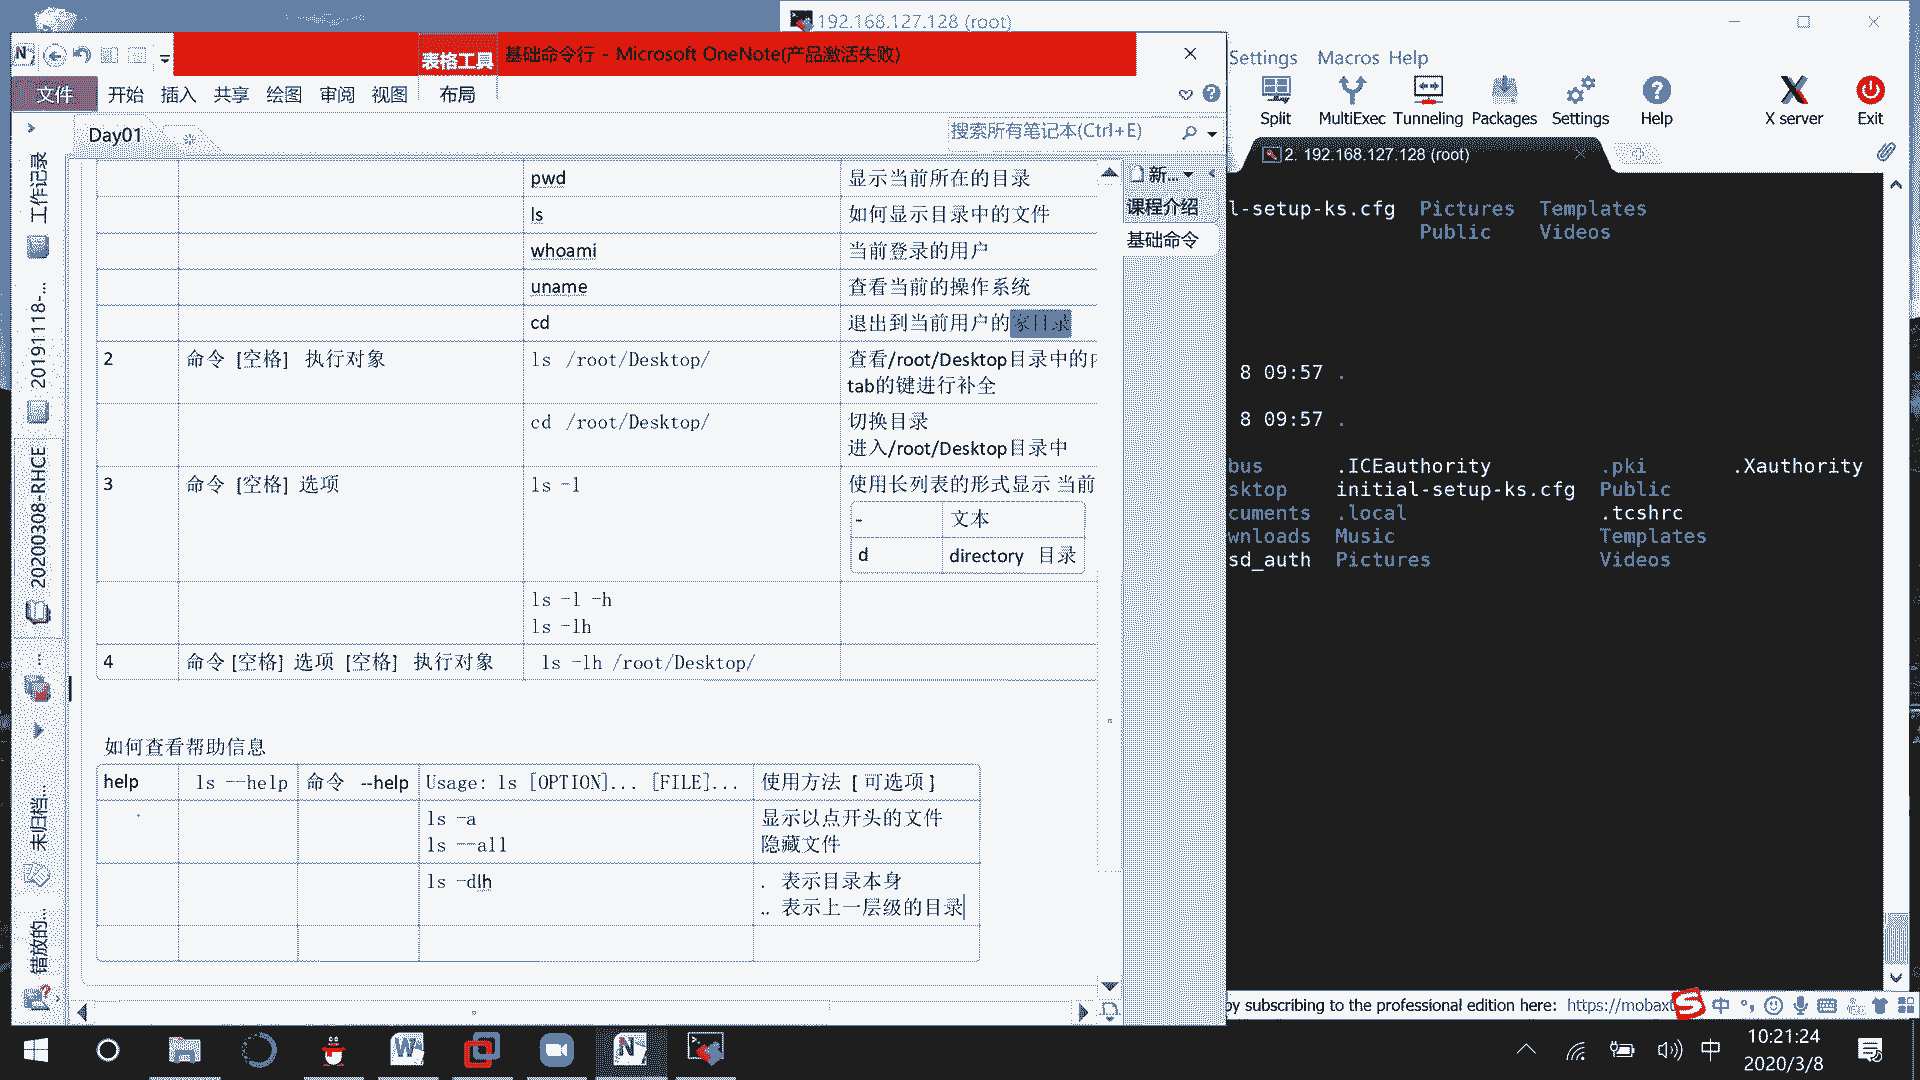 192.168.127.128 (root)
表格工具
基础命令行 - Microsoft OneNote(产品激活失败)
文件 开始 插入 共享 绘图 审阅 视图 布局
Day01
搜索所有笔记本(Ctrl+E)
工作记录
20191118-...
20200308-RHCE
...
未归档...
错放的...
新...
课程介绍
基础命令
pwd 显示当前所在的目录
ls 如何显示目录中的文件
whoami 当前登录的用户
uname 查看当前的操作系统
cd 退出到当前用户的家目录
2 命令 [空格] 执行对象 ls /root/Desktop/ 查看/root/Desktop目录中的
tab的键进行补全
cd /root/Desktop/ 切换目录
进入/root/Desktop目录中
3 命令 [空格] 选项 ls -l 使用长列表的形式显示 当前
- 文本
d directory 目录
ls -l -h
ls -lh
4 命令 [空格] 选项 [空格] 执行对象 ls -lh /root/Desktop/
如何查看帮助信息
help ls --help 命令 --help Usage: ls [OPTION]... [FILE]... 使用方法 [ 可选项 ]
ls -a 显示以点开头的文件
ls --all 隐藏文件
ls -dlh . 表示目录本身
.. 表示上一层级的目录
Settings Macros Help
Split MultiExec Tunneling Packages Settings Help X server Exit
2. 192.168.127.128 (root)
l-setup-ks.cfg Pictures Templates
Public Videos
8 09:57 .
8 09:57 .
bus .ICEauthority .pki .Xauthority
sktop initial-setup-ks.cfg Public
cuments .local .tcshrc
wnloads Music Templates
sd_auth Pictures Videos
by subscribing to the professional edition here: https://mobaxt
中
中
10:21:24
2020/3/8